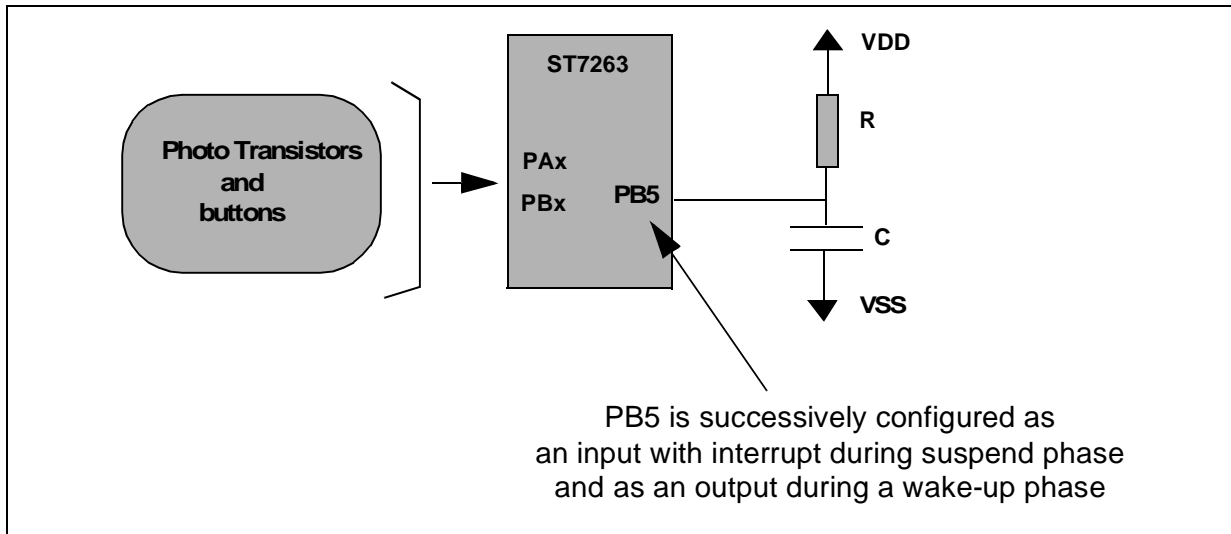 ST7263
VDD
R
Photo Transistors
and
buttons
PAx
PBx
PB5
C
VSS
PB5 is successively configured as
an input with interrupt during suspend phase
and as an output during a wake-up phase